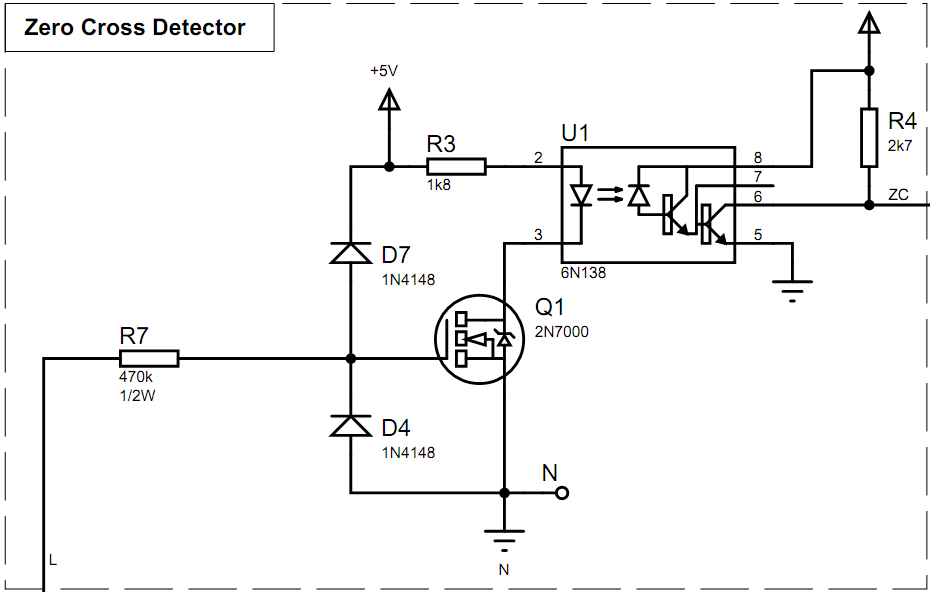 Zero Cross Detector
+5V
R3
1k8
U1
2
3
8
7
6
5
6N138
R4
2k7
ZC
D7
1N4148
Q1
2N7000
R7
470k
1/2W
D4
1N4148
N
L
N